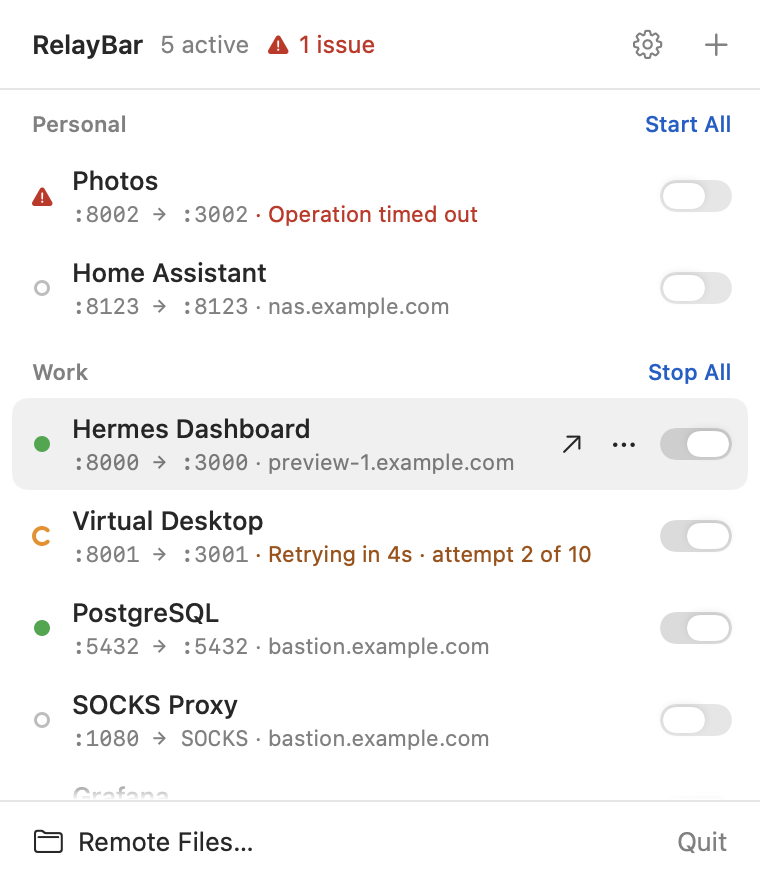 RelayBar 5 active 1 issue
Personal Start All
Photos
:8002 → :3002 · Operation timed out
Home Assistant
:8123 → :8123 · nas.example.com
Work Stop All
Hermes Dashboard
:8000 → :3000 · preview-1.example.com
Virtual Desktop
:8001 → :3001 · Retrying in 4s · attempt 2 of 10
PostgreSQL
:5432 → :5432 · bastion.example.com
SOCKS Proxy
:1080 → SOCKS · bastion.example.com
Grafana
Remote Files... Quit